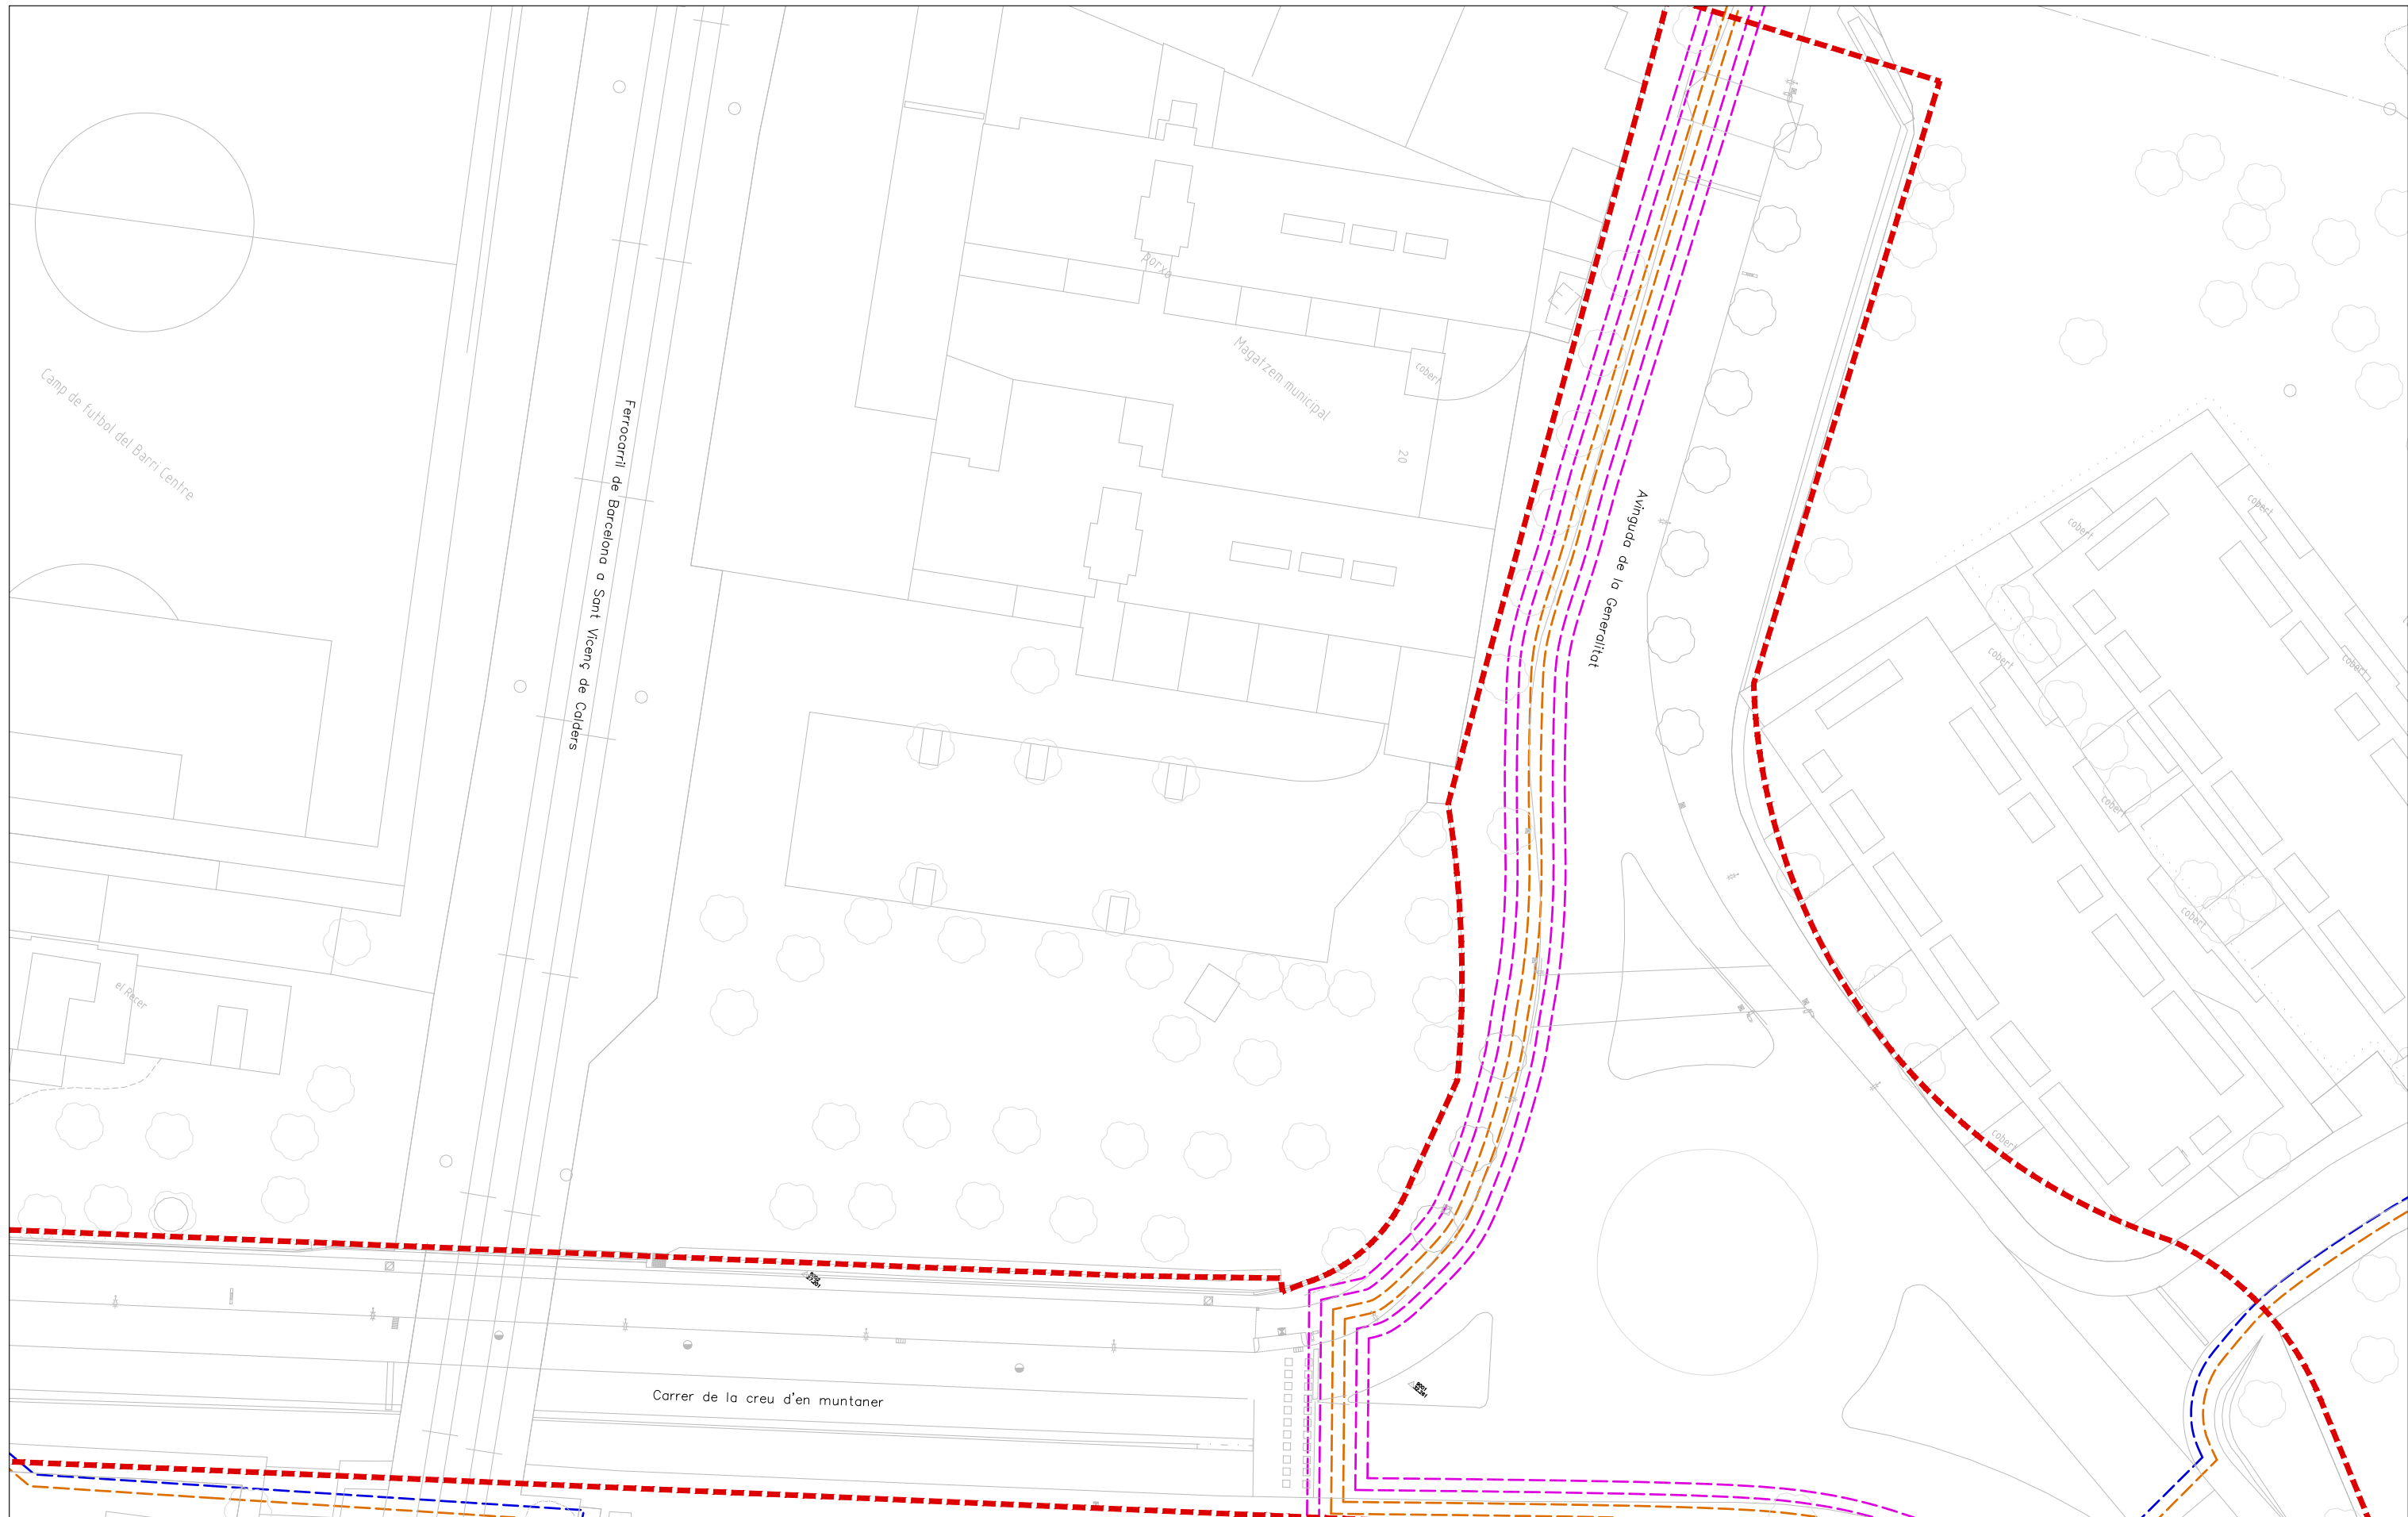 porxo
Magatzem municipal
cobert
20
Camp de futbol del Barri Centre
Ferrocarril de Barcelona a Sant Vicenç de Calders
Avinguda de la Generalitat
cobert
cobert
cobert
cobert
cobert
cobert
cobert
el Recer
Carrer de la creu d'en muntaner